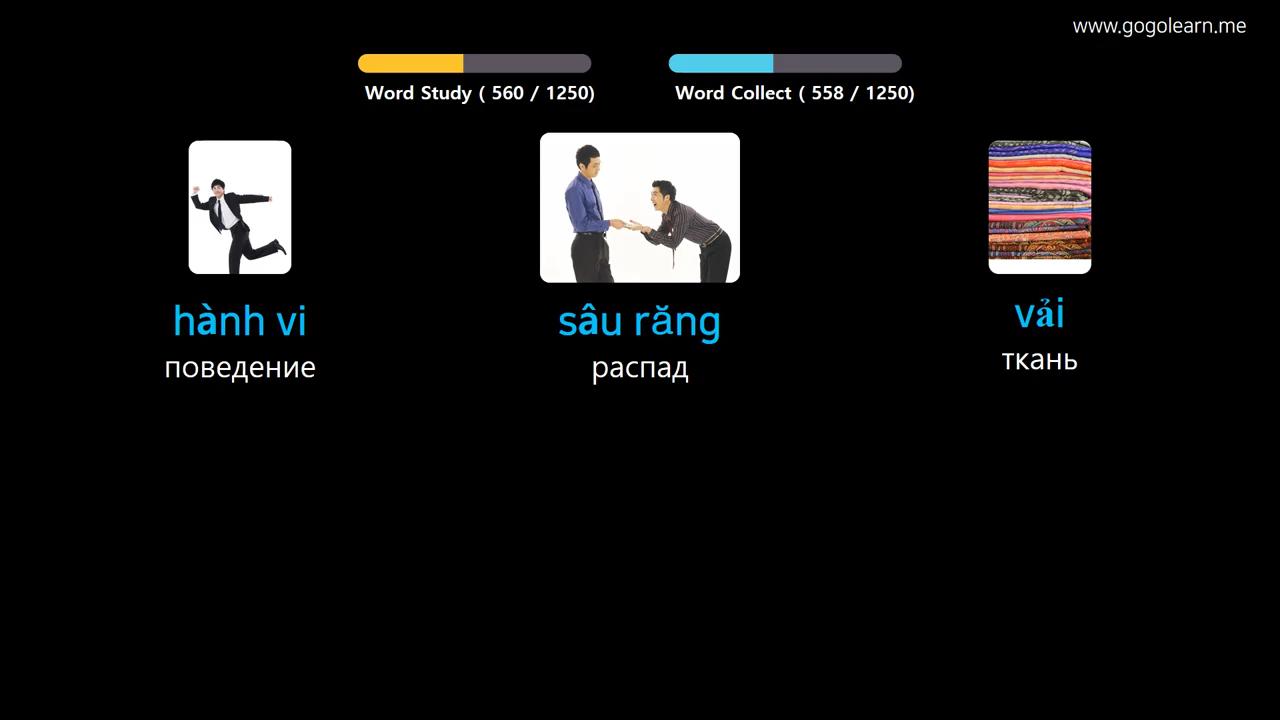 www.gogolearn.me
Word Study ( 560 / 1250)
Word Collect ( 558 / 1250)
hành vi
поведение
sâu răng
распад
vải
ткань